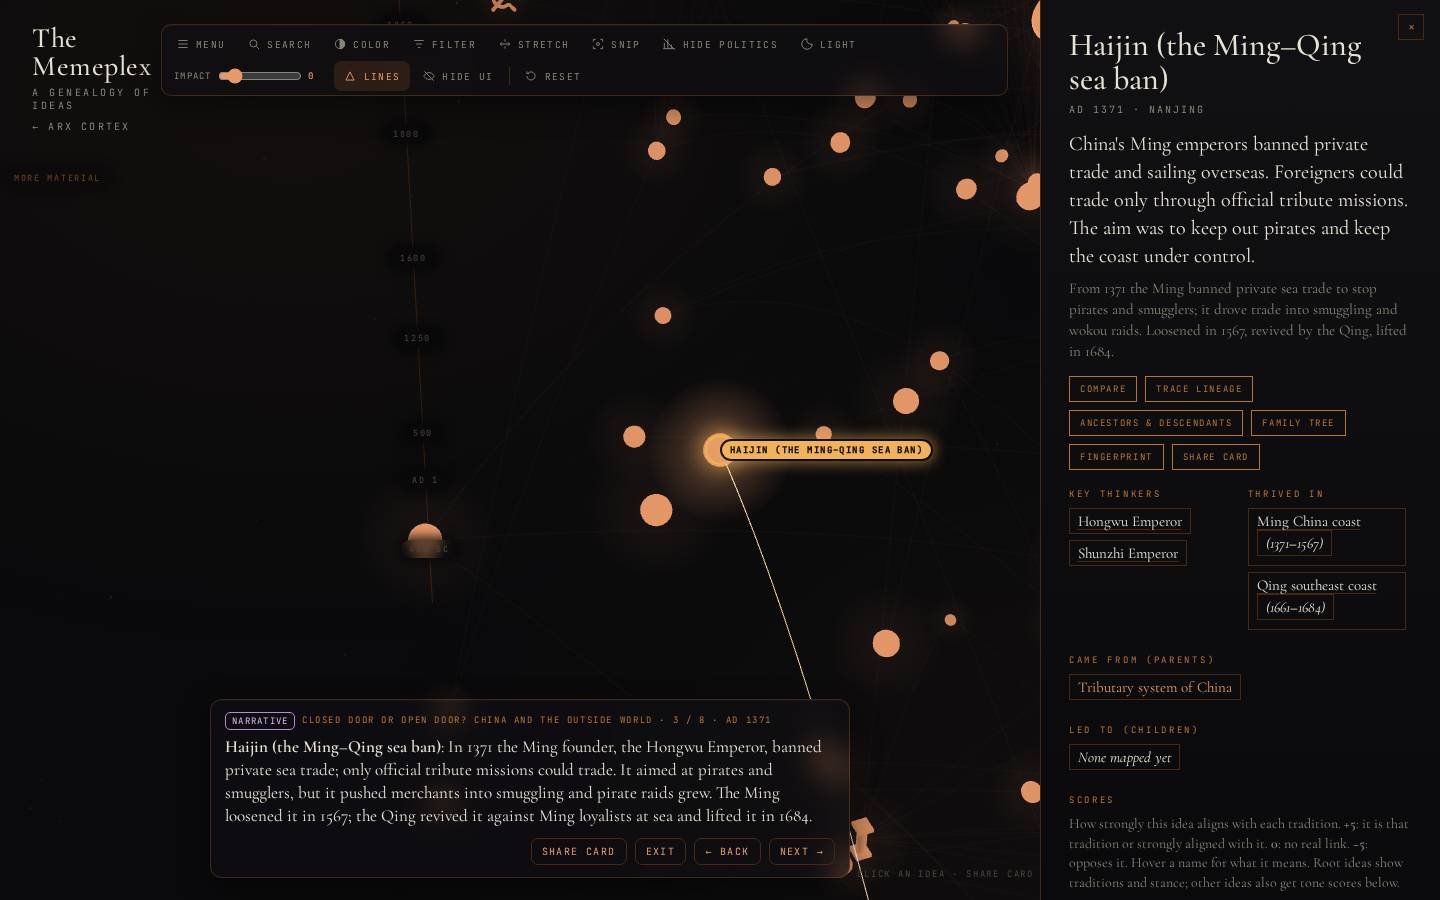 The
Memeplex
A GENEALOGY OF
IDEAS
← ARX CORTEX
MORE MATERIAL
MENU
SEARCH
COLOR
FILTER
STRETCH
SNIP
HIDE POLITICS
LIGHT
IMPACT
0
LINES
HIDE UI
RESET
1800
1600
1250
500
AD 1
HAIJIN (THE MING–QING SEA BAN)
NARRATIVE
CLOSED DOOR OR OPEN DOOR? CHINA AND THE OUTSIDE WORLD · 3 / 8 · AD 1371
Haijin (the Ming–Qing sea ban): In 1371 the Ming founder, the Hongwu Emperor, banned
private sea trade; only official tribute missions could trade. It aimed at pirates and
smugglers, but it pushed merchants into smuggling and pirate raids grew. The Ming
loosened it in 1567; the Qing revived it against Ming loyalists at sea and lifted it in 1684.
SHARE CARD
EXIT
← BACK
NEXT →
CLICK AN IDEA · SHARE CARD
×
Haijin (the Ming–Qing
sea ban)
AD 1371 · NANJING
China's Ming emperors banned private
trade and sailing overseas. Foreigners could
trade only through official tribute missions.
The aim was to keep out pirates and keep
the coast under control.
From 1371 the Ming banned private sea trade to stop
pirates and smugglers; it drove trade into smuggling and
wokou raids. Loosened in 1567, revived by the Qing, lifted
in 1684.
COMPARE
TRACE LINEAGE
ANCESTORS & DESCENDANTS
FAMILY TREE
FINGERPRINT
SHARE CARD
KEY THINKERS
Hongwu Emperor
Shunzhi Emperor
THRIVED IN
Ming China coast
(1371–1567)
Qing southeast coast
(1661–1684)
CAME FROM (PARENTS)
Tributary system of China
LED TO (CHILDREN)
None mapped yet
SCORES
How strongly this idea aligns with each tradition. +5: it is that
tradition or strongly aligned with it. 0: no real link. −5:
opposes it. Hover a name for what it means. Root ideas show
traditions and stance; other ideas also get tone scores below.